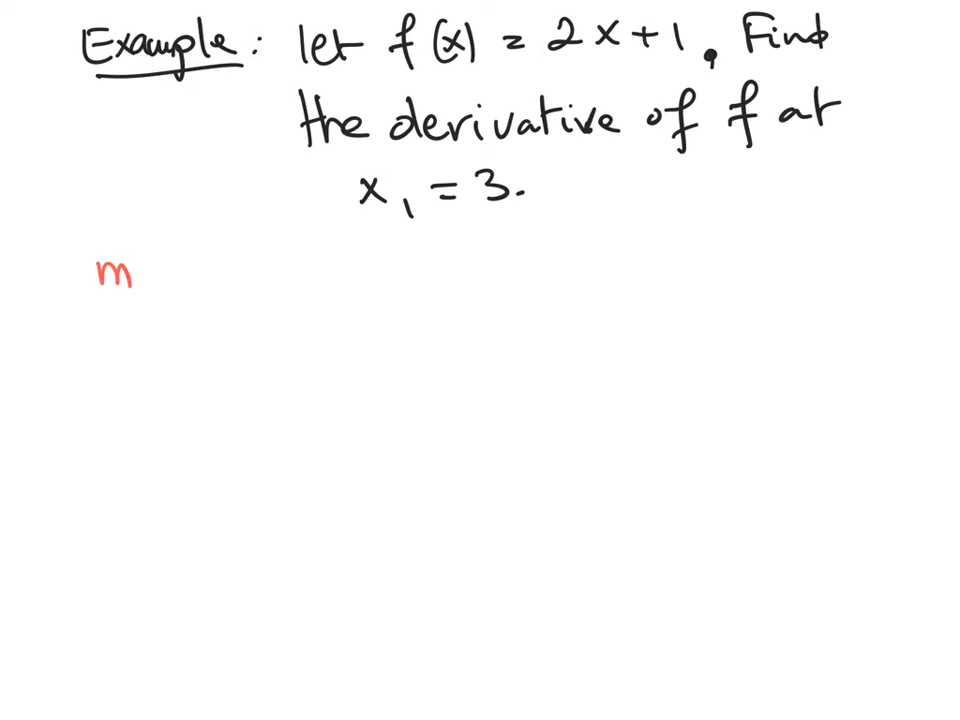 Example: let f(x) = 2x+1. Find
the derivative of f at
x₁ = 3.
m